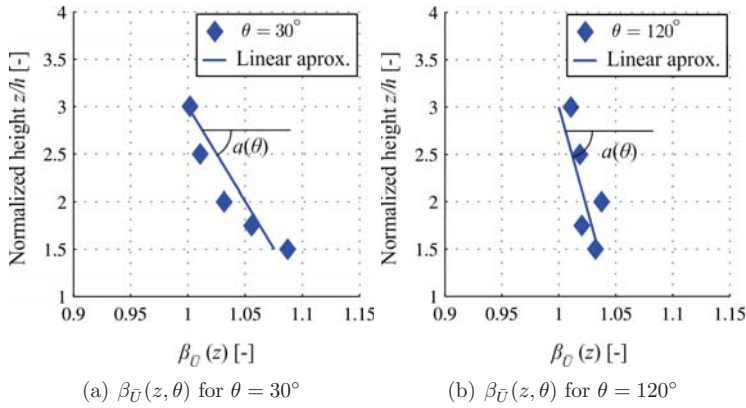 4
3.5
3
2.5
2
1.5
1
0.9
0.95
1
1.05
1.1
1.15
Normalized height z/h [-]
θ = 30°
Linear aprox.
a(θ)
β_Ū (z) [-]
(a) β_Ū(z, θ) for θ = 30°
4
3.5
3
2.5
2
1.5
1
0.9
0.95
1
1.05
1.1
1.15
Normalized height z/h [-]
θ = 120°
Linear aprox.
a(θ)
β_Ū (z) [-]
(b) β_Ū(z, θ) for θ = 120°